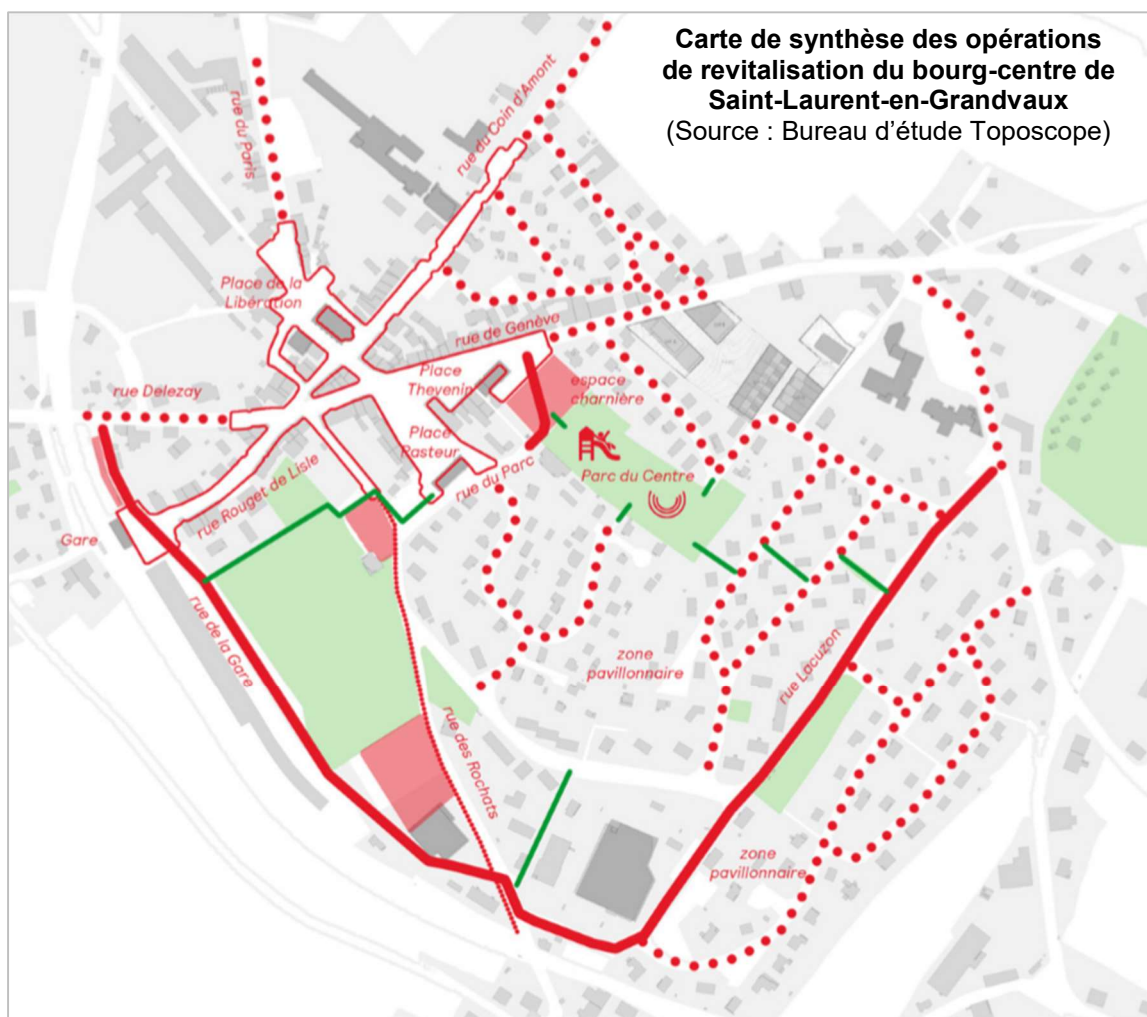 Carte de synthèse des opérations
de revitalisation du bourg-centre de
Saint-Laurent-en-Grandvaux
(Source : Bureau d'étude Toposcope)
rue du Paris
rue du Coin d'Amont
Place de la
Libération
rue de Genève
rue Delezay
Place
Thevenin
espace
charnière
Place
Pasteur
rue du Parc
Parc du Centre
rue Rouget de Lisle
Gare
rue de la Gare
rue des Rochats
zone
pavillonnaire
rue Lacuzon
zone
pavillonnaire